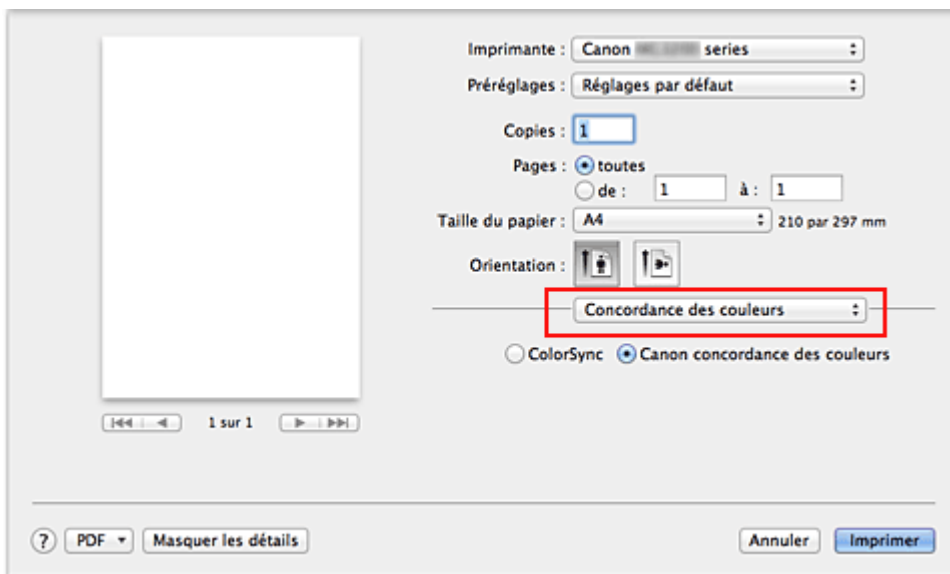 Imprimante : Canon series
Préréglages : Réglages par défaut
Copies : 1
Pages : toutes
de : 1 à : 1
Taille du papier : A4 210 par 297 mm
Orientation :
Concordance des couleurs
ColorSync Canon concordance des couleurs
1 sur 1
? PDF Masquer les détails Annuler Imprimer